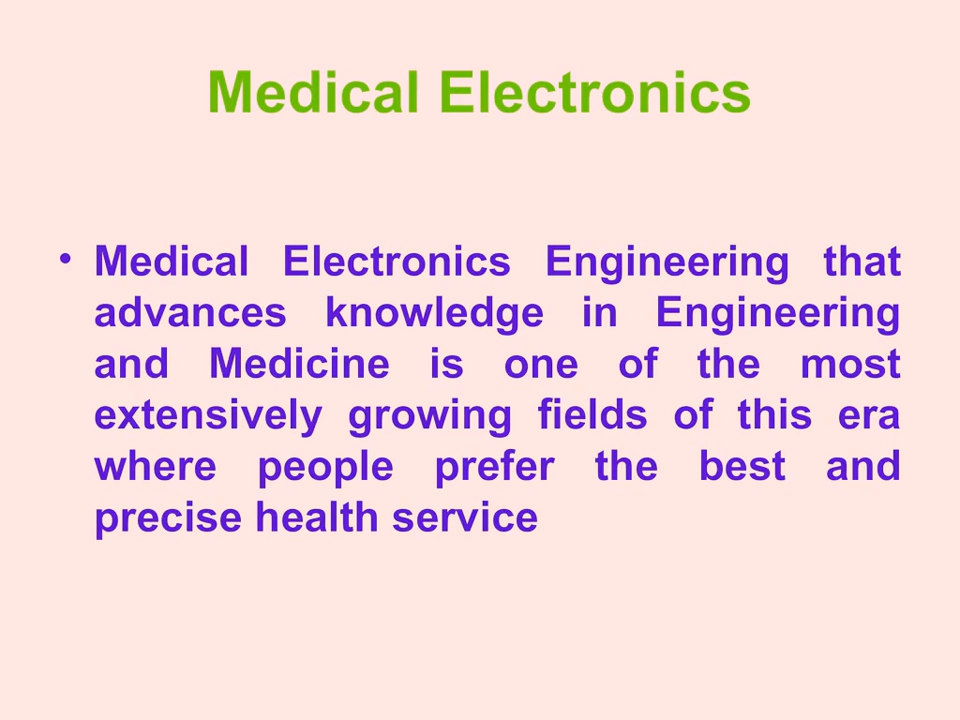 Medical Electronics
• Medical Electronics Engineering that
advances knowledge in Engineering
and Medicine is one of the most
extensively growing fields of this era
where people prefer the best and
precise health service